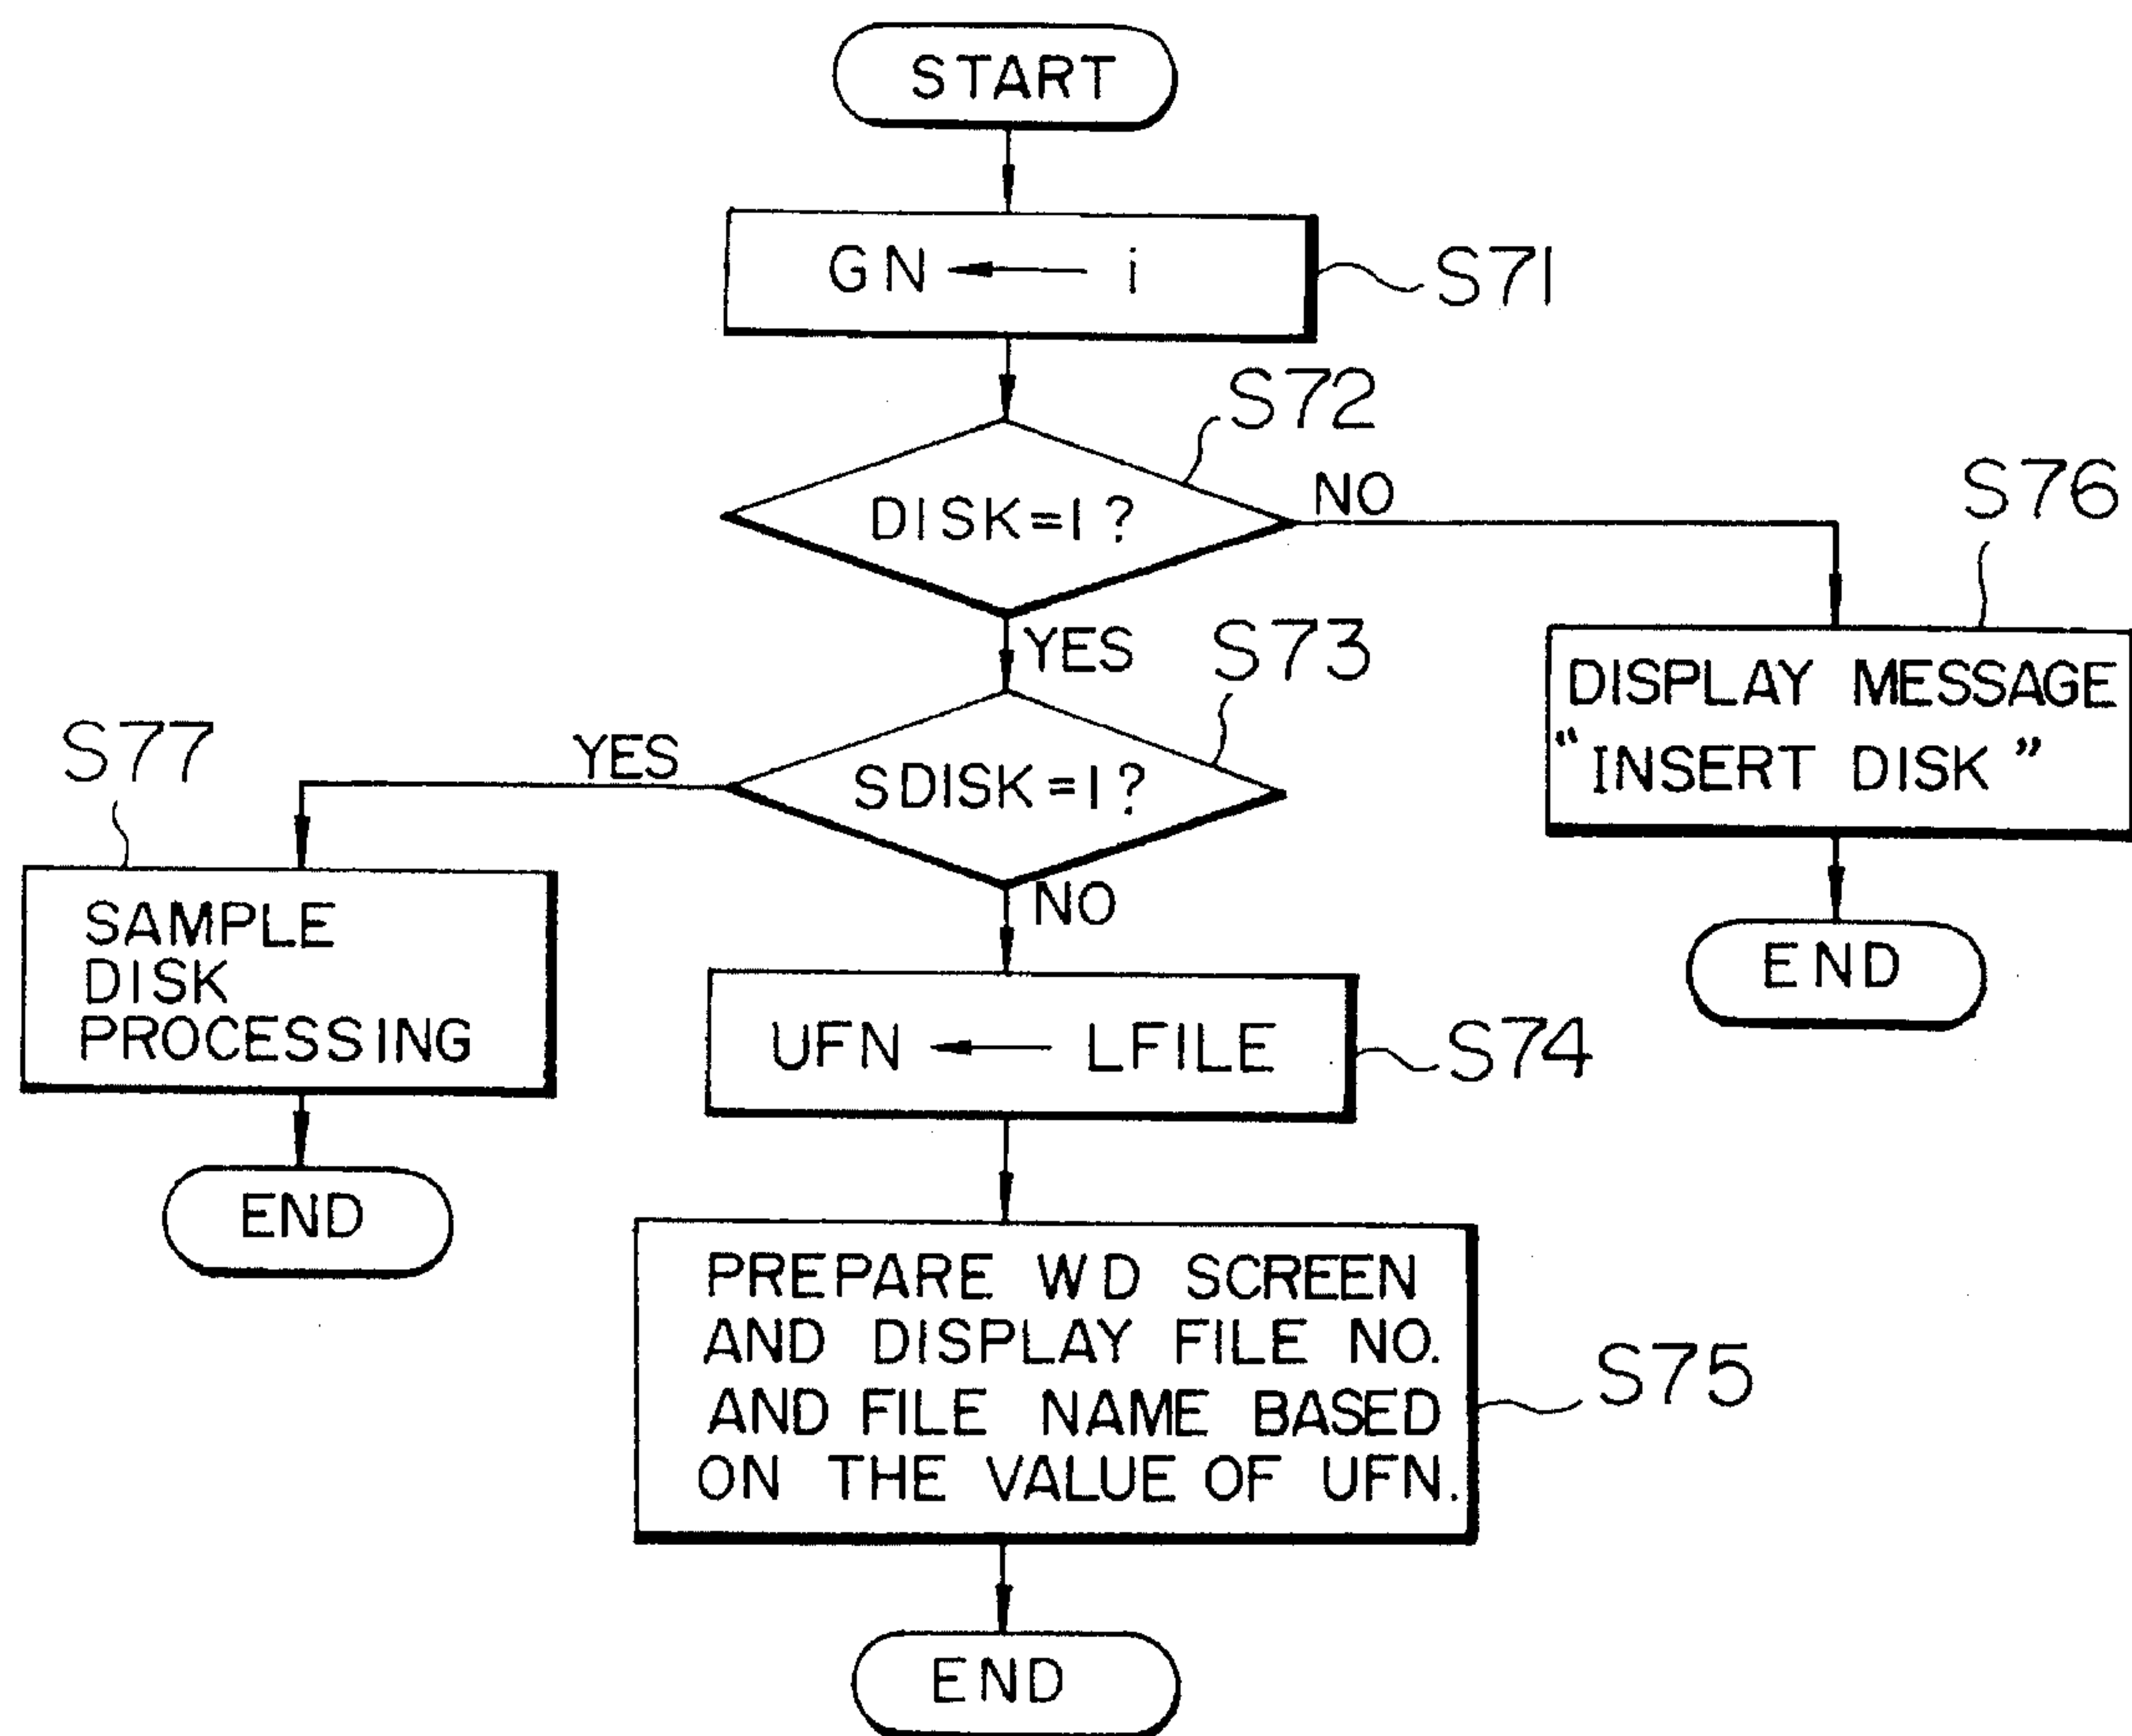 START
GN ← i
S71
S72
DISK=1?
NO
S76
YES
S73
DISPLAY MESSAGE
"INSERT DISK"
S77
YES
SDISK=1?
SAMPLE
DISK
PROCESSING
NO
END
UFN ← LFILE
S74
END
PREPARE WD SCREEN
AND DISPLAY FILE NO.
AND FILE NAME BASED
ON THE VALUE OF UFN.
S75
END